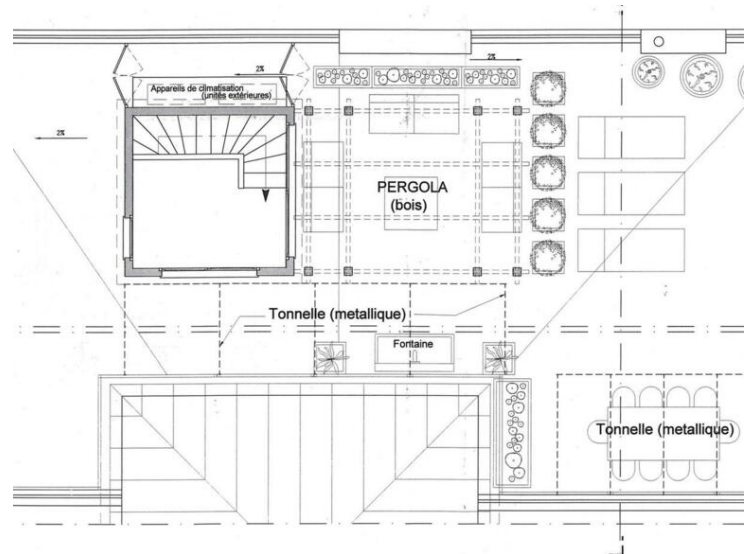 2%
2%
Appareils de climatisation
(unités extérieures)
2%
PERGOLA
(bois)
Tonnelle (metallique)
Fontaine
Tonnelle (metallique)